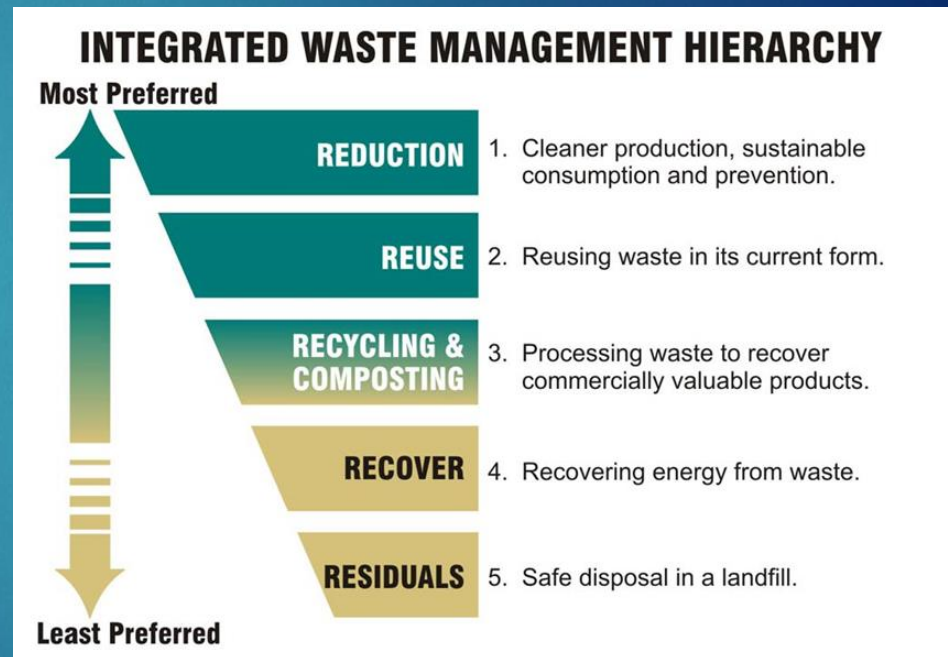 INTEGRATED WASTE MANAGEMENT HIERARCHY
Most Preferred
REDUCTION
1. Cleaner production, sustainable
consumption and prevention.
REUSE
2. Reusing waste in its current form.
RECYCLING &
COMPOSTING
3. Processing waste to recover
commercially valuable products.
RECOVER
4. Recovering energy from waste.
RESIDUALS
5. Safe disposal in a landfill.
Least Preferred